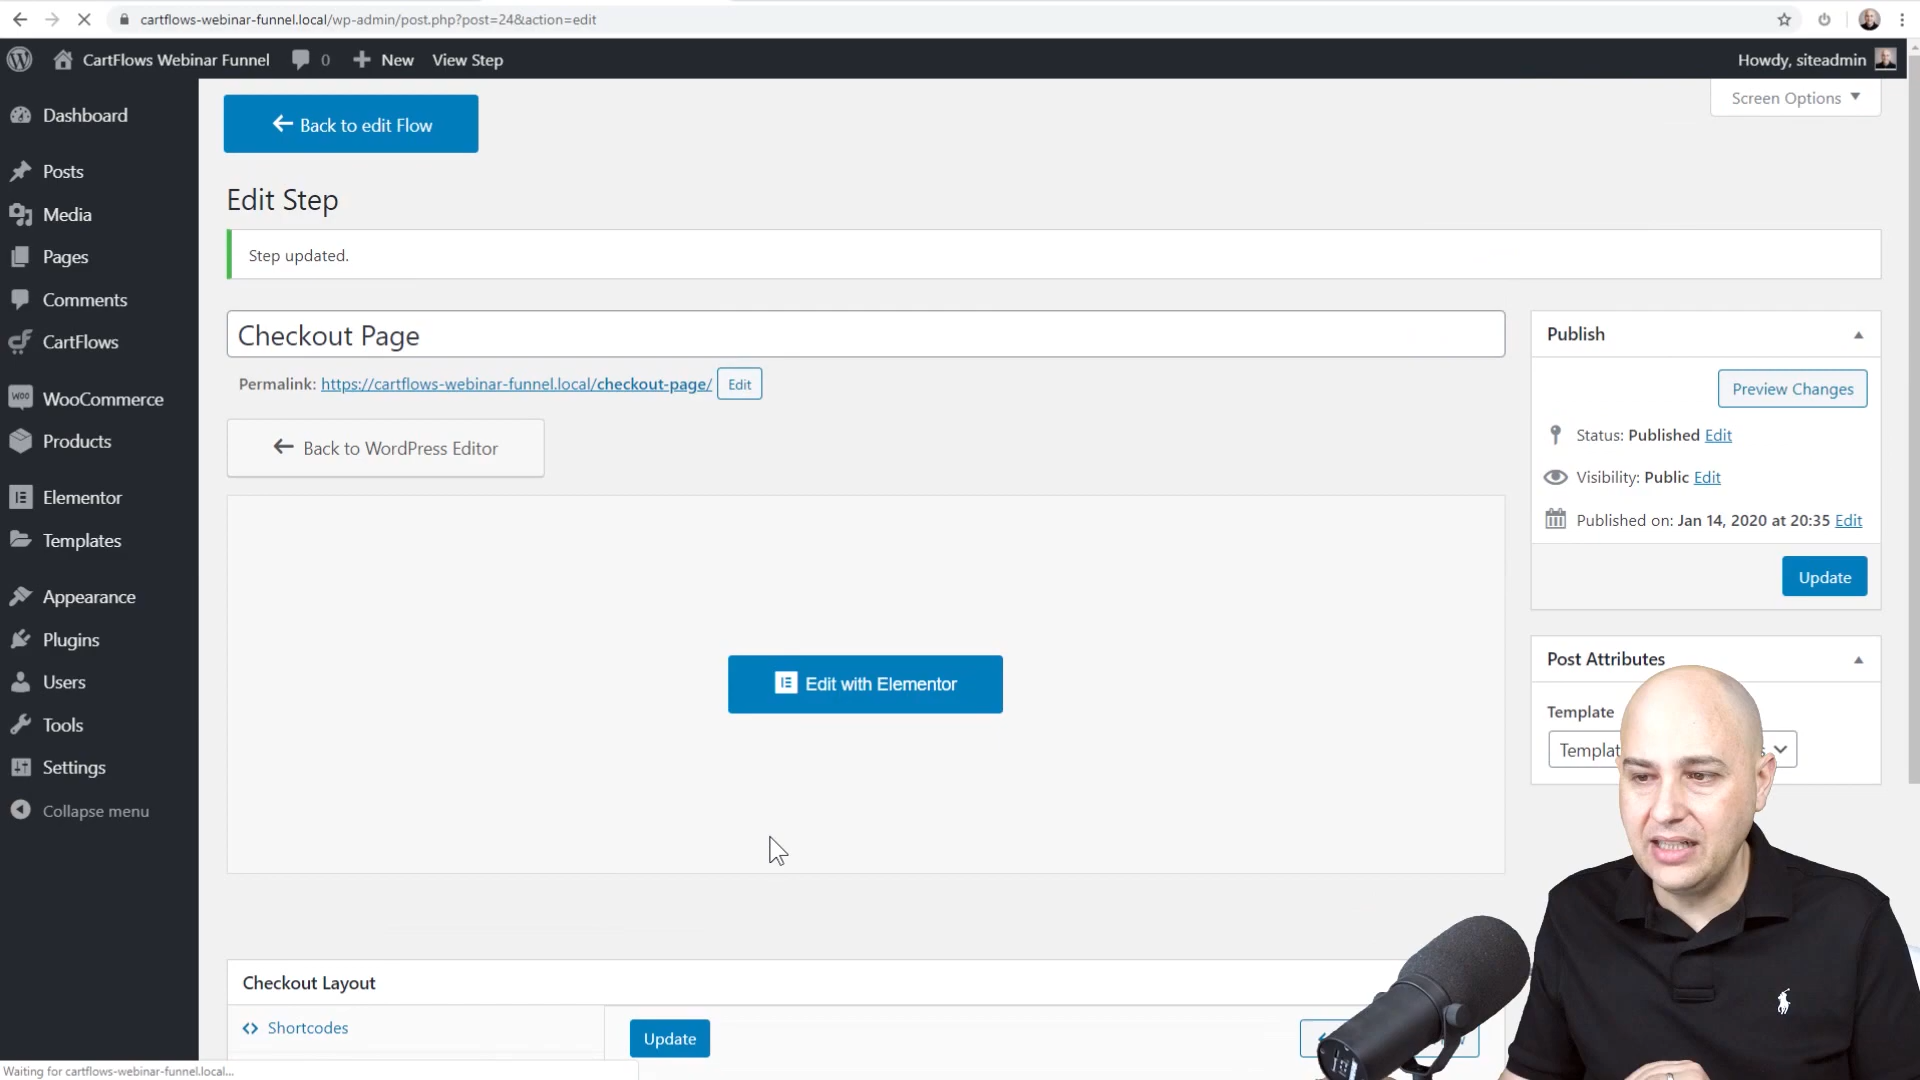 cartflows-webinar-funnel.local/wp-admin/post.php?post=24&action=edit
CartFlows Webinar Funnel 0 New View Step Howdy, siteadmin
Screen Options
Dashboard
Posts
Media
Pages
Comments
CartFlows
WooCommerce
Products
Elementor
Templates
Appearance
Plugins
Users
Tools
Settings
Collapse menu
Back to edit Flow
Edit Step
Step updated.
Checkout Page
Permalink: https://cartflows-webinar-funnel.local/checkout-page/ Edit
Back to WordPress Editor
Edit with Elementor
Checkout Layout
Shortcodes
Update
Publish
Preview Changes
Status: Published Edit
Visibility: Public Edit
Published on: Jan 14, 2020 at 20:35 Edit
Update
Post Attributes
Template
Waiting for cartflows-webinar-funnel.local...